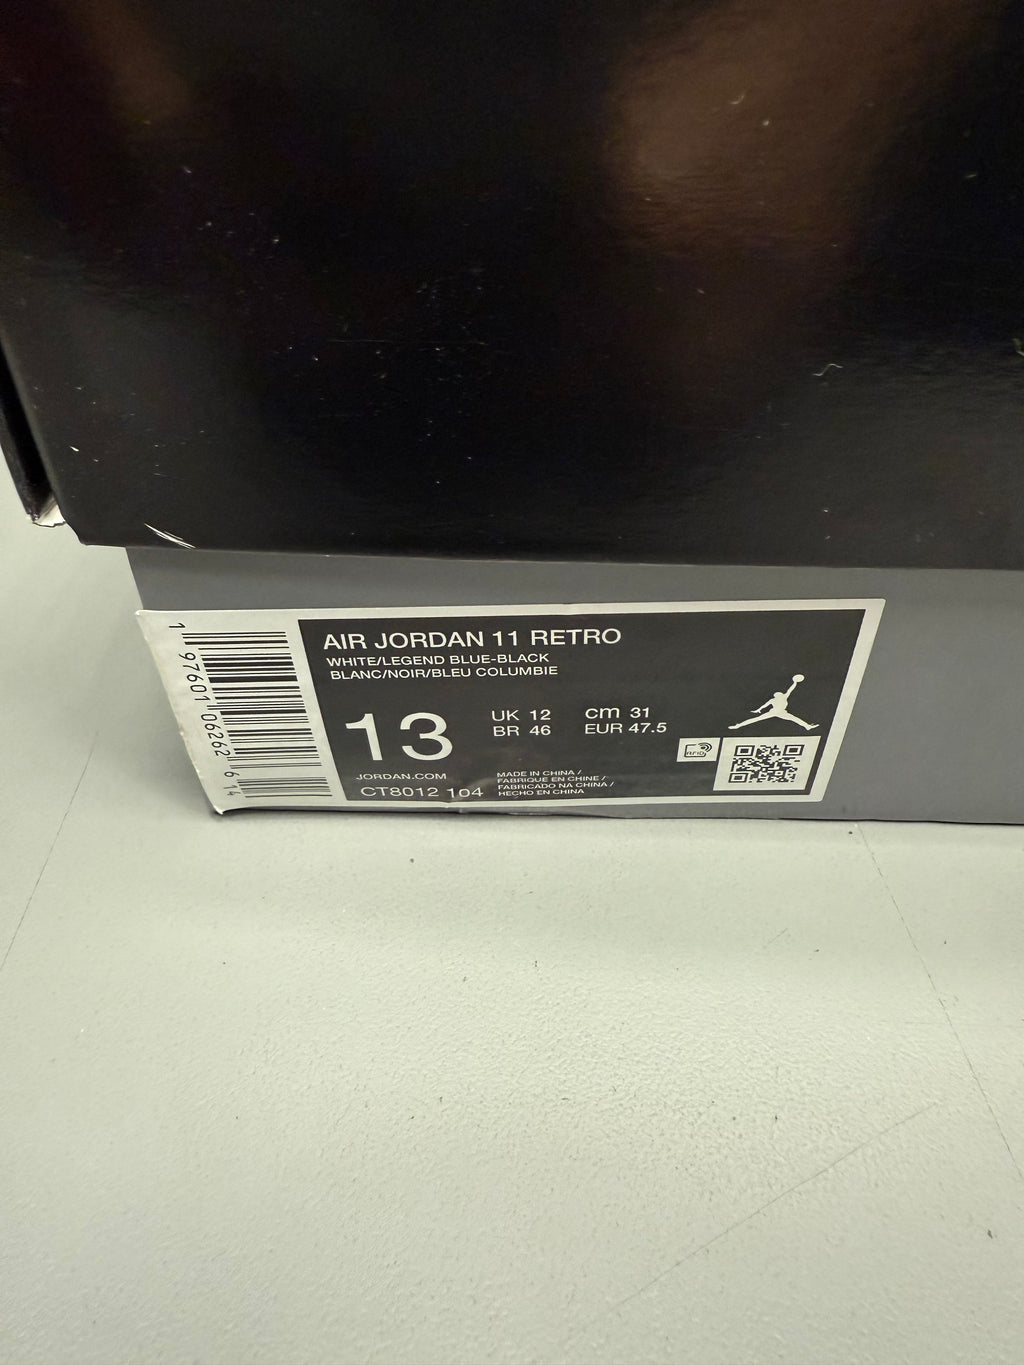 AIR JORDAN 11 RETRO
WHITE/LEGEND BLUE-BLACK
BLANC/NOIR/BLEU COLUMBIE
13
UK 12
BR 46
cm 31
EUR 47.5
JORDAN.COM
CT8012 104
MADE IN CHINA /
FABRIQUE EN CHINE /
FABRICADO NA CHINA /
HECHO EN CHINA
RFID
1 97601 06262 6 14